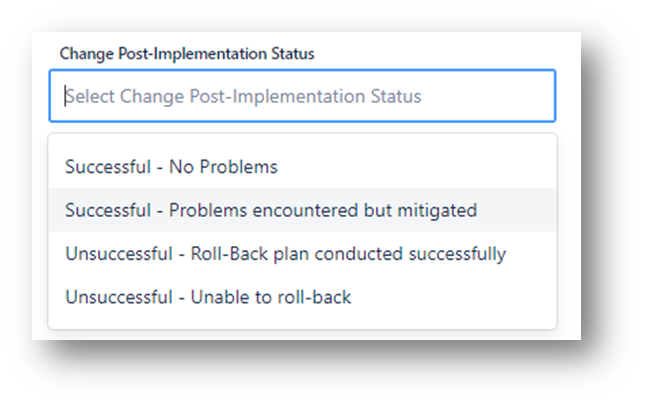 Change Post-Implementation Status
Select Change Post-Implementation Status
Successful - No Problems
Successful - Problems encountered but mitigated
Unsuccessful - Roll-Back plan conducted successfully
Unsuccessful - Unable to roll-back